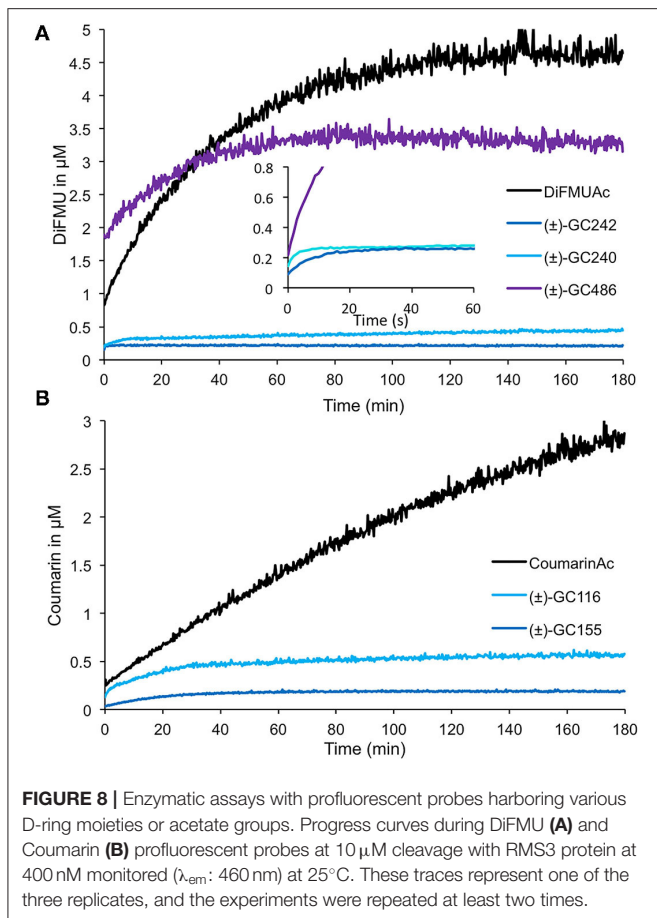 A
5
4.5
4
3.5
3
2.5
2
1.5
1
0.5
0
DiFMU in µM
0.8
0.6
0.4
0.2
0
0 20 40 60
Time (s)
DiFMUAc
(±)-GC242
(±)-GC240
(±)-GC486
0 20 40 60 80 100 120 140 160 180
Time (min)
B
3
2.5
2
1.5
1
0.5
0
Coumarin in µM
CoumarinAc
(±)-GC116
(±)-GC155
0 20 40 60 80 100 120 140 160 180
Time (min)
FIGURE 8 | Enzymatic assays with profluorescent probes harboring various
D-ring moieties or acetate groups. Progress curves during DiFMU (A) and
Coumarin (B) profluorescent probes at 10 µM cleavage with RMS3 protein at
400 nM monitored (λem: 460 nm) at 25°C. These traces represent one of the
three replicates, and the experiments were repeated at least two times.